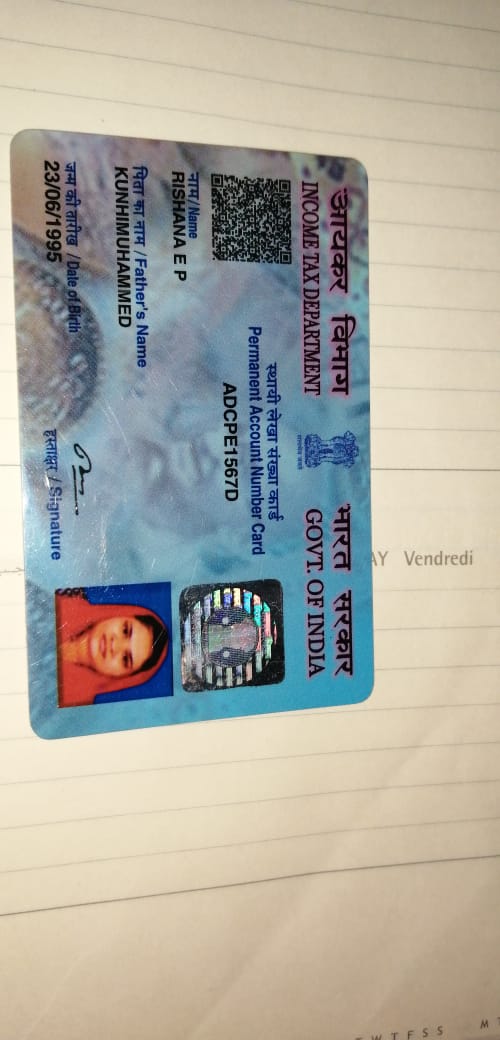 आयकर विभाग
INCOME TAX DEPARTMENT
भारत सरकार
GOVT. OF INDIA
स्थायी लेखा संख्या कार्ड
Permanent Account Number Card
ADCPE1567D
नाम / Name
RISHANA E P
पिता का नाम / Father's Name
KUNHIMUHAMMED
जन्म की तारीख / Date of Birth
23/06/1995
हस्ताक्षर / Signature
AY Vendredi
W T F S S
M